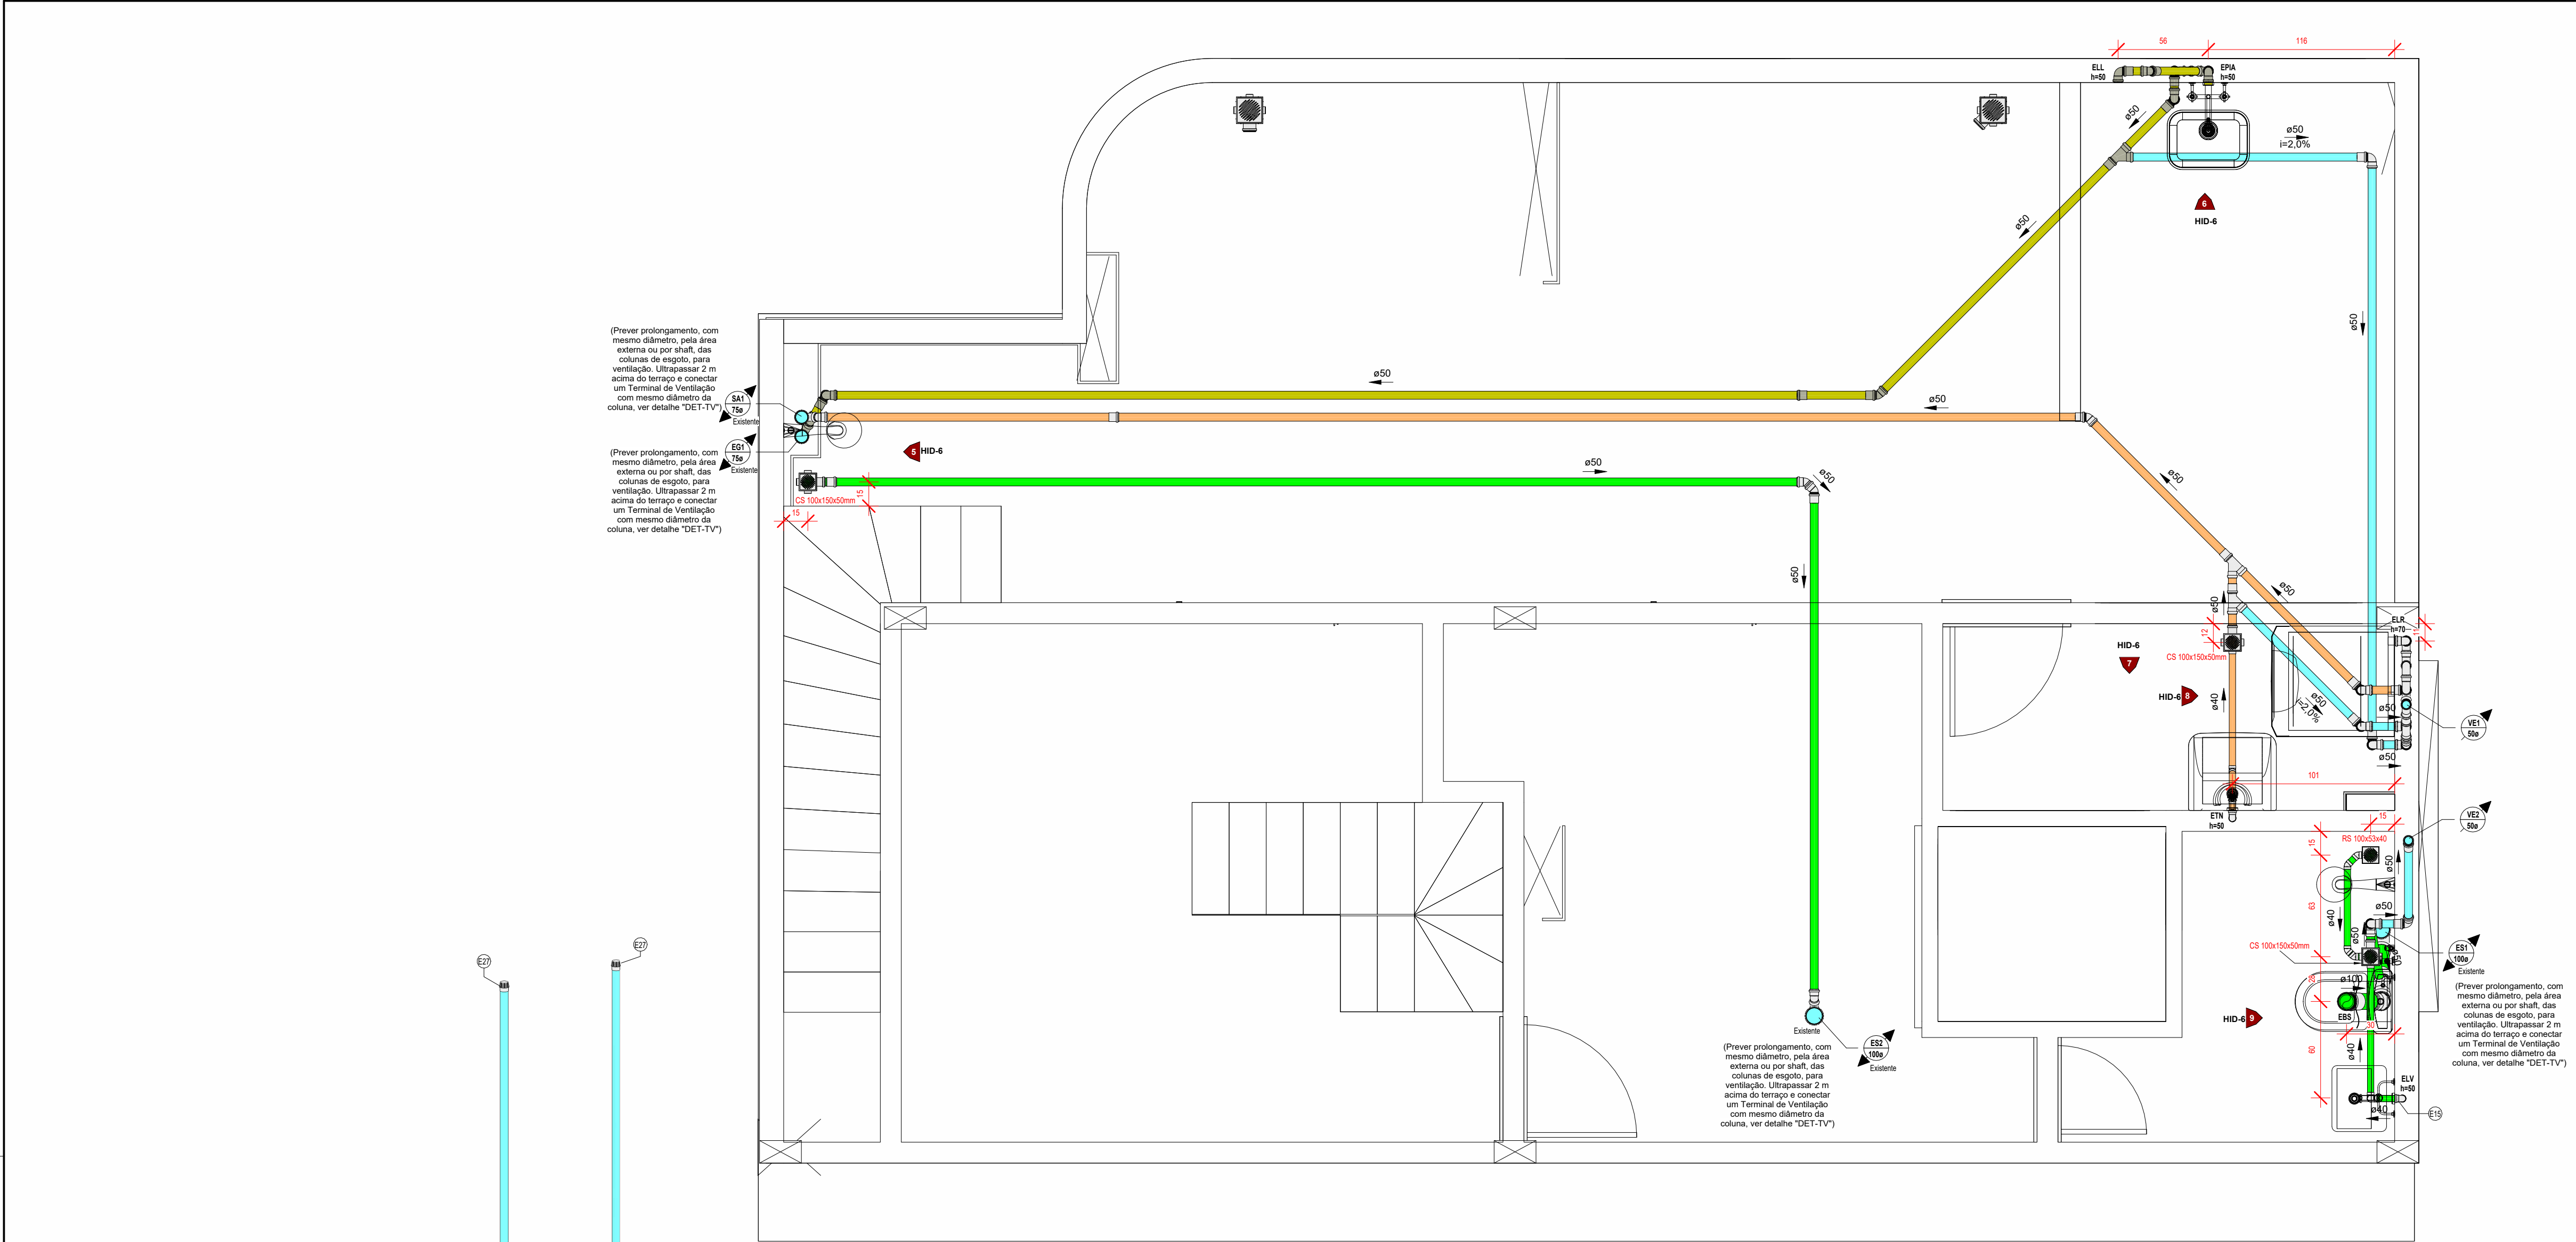 56
116
ELL
h=50
EPIA
h=50
ø50
ø50
i=2,0%
6
HID-6
ø50
ø50
(Prever prolongamento, com
mesmo diâmetro, pela área
externa ou por shaft, das
colunas de esgoto, para
ventilação. Ultrapassar 2 m
acima do terraço e conectar
um Terminal de Ventilação
com mesmo diâmetro da
coluna, ver detalhe "DET-TV")
SA1
75ø
Existente
ø50
ø50
EG1
75ø
Existente
(Prever prolongamento, com
mesmo diâmetro, pela área
externa ou por shaft, das
colunas de esgoto, para
ventilação. Ultrapassar 2 m
acima do terraço e conectar
um Terminal de Ventilação
com mesmo diâmetro da
coluna, ver detalhe "DET-TV")
5
HID-6
CS 100x150x50mm
15
15
ø50
ø50
ø50
ø50
ø50
ø50
12
CS 100x150x50mm
ELR
h=70
11
HID-6
7
HID-6
8
ø40
ø50
i=2,0%
ø50
ø50
VE1
50ø
101
ETN
h=50
15
RS 100x53x40
15
VE2
50ø
ø50
63
ø40
ø50
ø50
CS 100x150x50mm
ø50
ES1
100ø
Existente
28
ø100
EBS
30
HID-6
9
(Prever prolongamento, com
mesmo diâmetro, pela área
externa ou por shaft, das
colunas de esgoto, para
ventilação. Ultrapassar 2 m
acima do terraço e conectar
um Terminal de Ventilação
com mesmo diâmetro da
coluna, ver detalhe "DET-TV")
60
ø40
ELV
h=50
ø40
E15
Existente
ES2
100ø
Existente
(Prever prolongamento, com
mesmo diâmetro, pela área
externa ou por shaft, das
colunas de esgoto, para
ventilação. Ultrapassar 2 m
acima do terraço e conectar
um Terminal de Ventilação
com mesmo diâmetro da
coluna, ver detalhe "DET-TV")
E27
E27